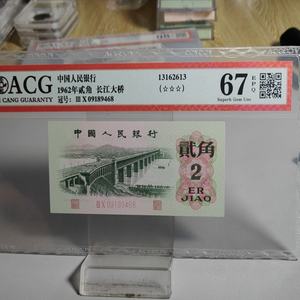 ACG
CANG GUARANTY
中国人民银行
1962年贰角 长江大桥
冠号: III X 09189468
13162613
(☆☆☆)
67 EPQ
Superb Gem Unc
中國人民銀行
貳角
2
ER
JIAO
III X 09189468